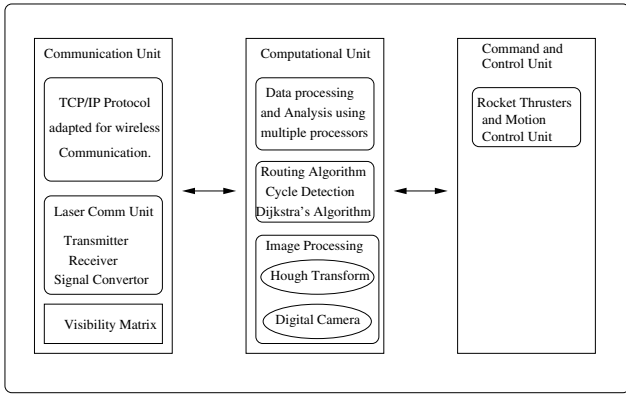 Communication Unit
TCP/IP Protocol
adapted for wireless
Communication.
Laser Comm Unit
Transmitter
Receiver
Signal Convertor
Visibility Matrix
Computational Unit
Data processing
and Analysis using
multiple processors
Routing Algorithm
Cycle Detection
Dijkstra's Algorithm
Image Processing
Hough Transform
Digital Camera
Command and
Control Unit
Rocket Thrusters
and Motion
Control Unit